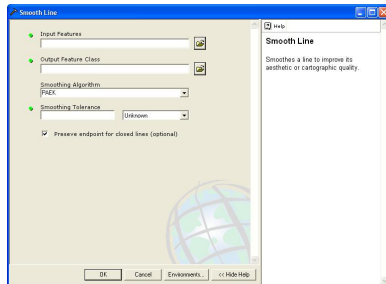 Smooth Line
Input Features
Output Feature Class
Smoothing Algorithm
PAEK
Smoothing Tolerance
Unknown
Preseve endpoint for closed lines (optional)
OK
Cancel
Environments...
<< Hide Help
Help
Smooth Line
Smoothes a line to improve its
aesthetic or cartographic quality.